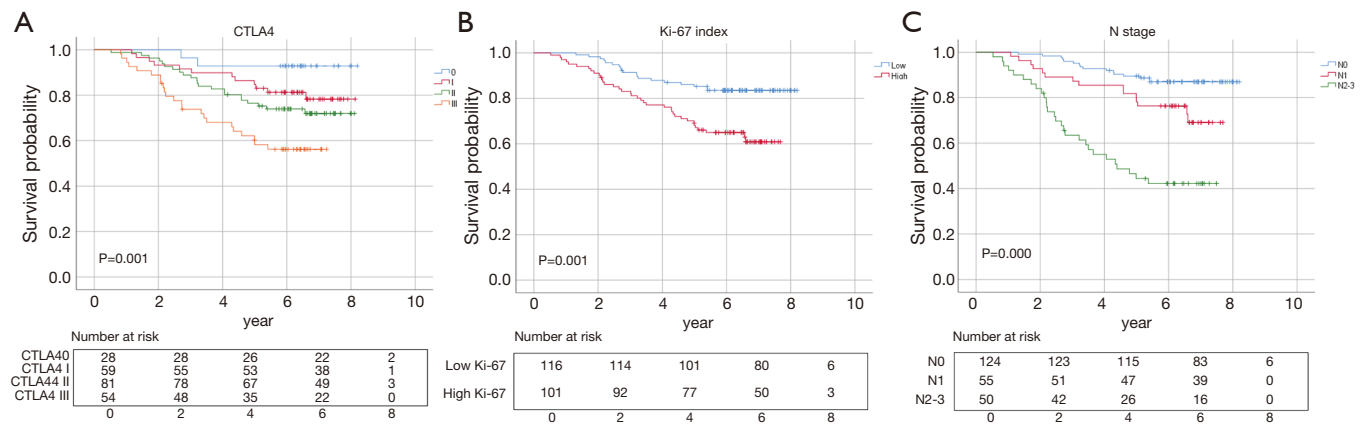 A
CTLA4
Survival probability
1.0
0.8
0.6
0.4
0.2
0.0
0
I
II
III
P=0.001
0 2 4 6 8 10
year
Number at risk
CTLA40 28 28 26 22 2
CTLA4 I 59 55 53 38 1
CTLA44 II 81 78 67 49 3
CTLA4 III 54 48 35 22 0
0 2 4 6 8
B
Ki-67 index
Survival probability
1.0
0.8
0.6
0.4
0.2
0.0
Low
High
P=0.001
0 2 4 6 8 10
year
Number at risk
Low Ki-67 116 114 101 80 6
High Ki-67 101 92 77 50 3
0 2 4 6 8
C
N stage
Survival probability
1.0
0.8
0.6
0.4
0.2
0.0
N0
N1
N2-3
P=0.000
0 2 4 6 8 10
year
Number at risk
N0 124 123 115 83 6
N1 55 51 47 39 0
N2-3 50 42 26 16 0
0 2 4 6 8